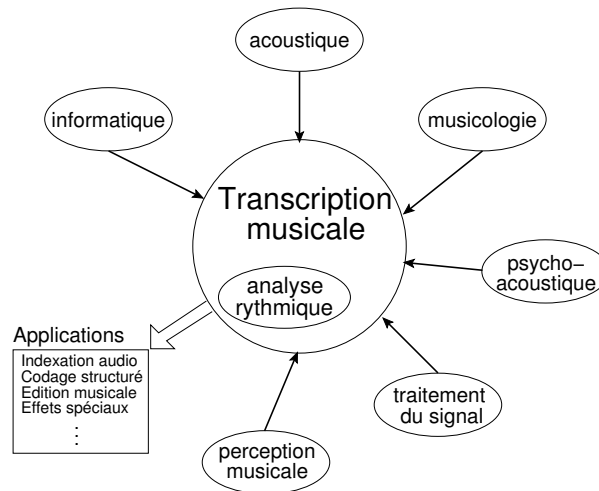 acoustique
informatique
musicologie
Transcription
musicale
psycho-
acoustique
analyse
rythmique
Applications
Indexation audio
Codage structuré
Edition musicale
Effets spéciaux
⋮
traitement
du signal
perception
musicale